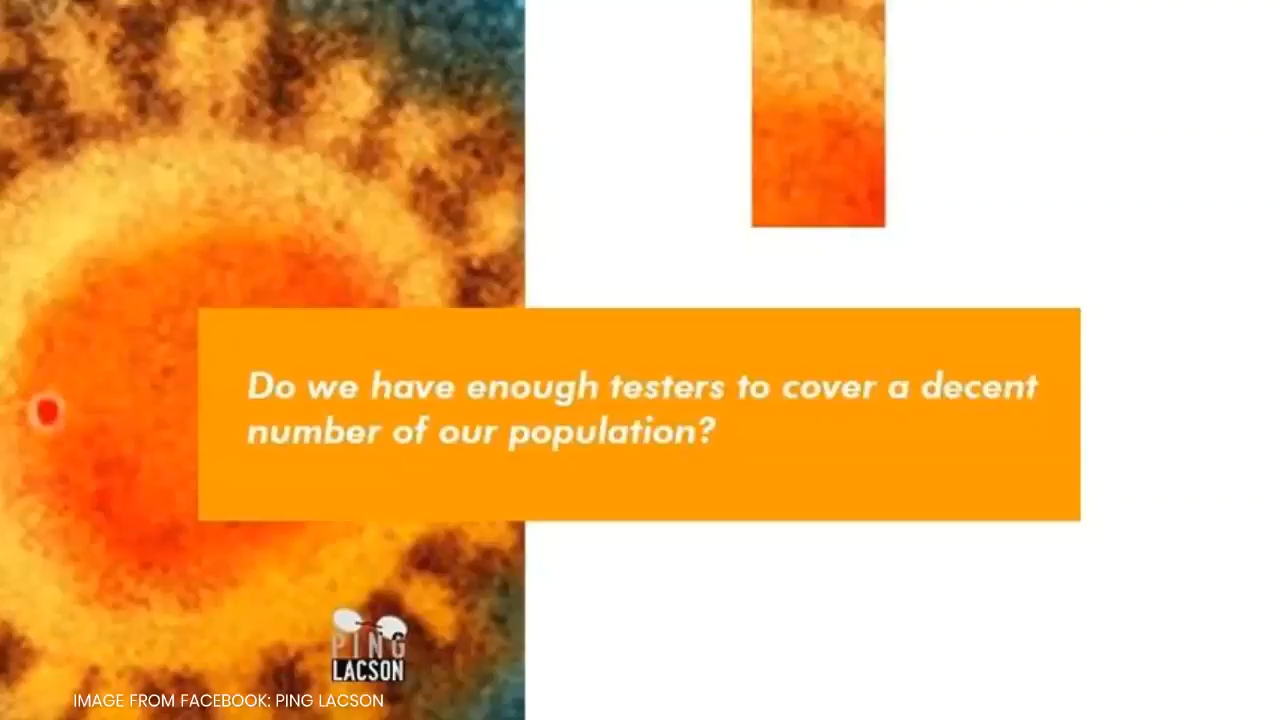 Do we have enough testers to cover a decent
number of our population?
PING
LACSON
IMAGE FROM FACEBOOK: PING LACSON